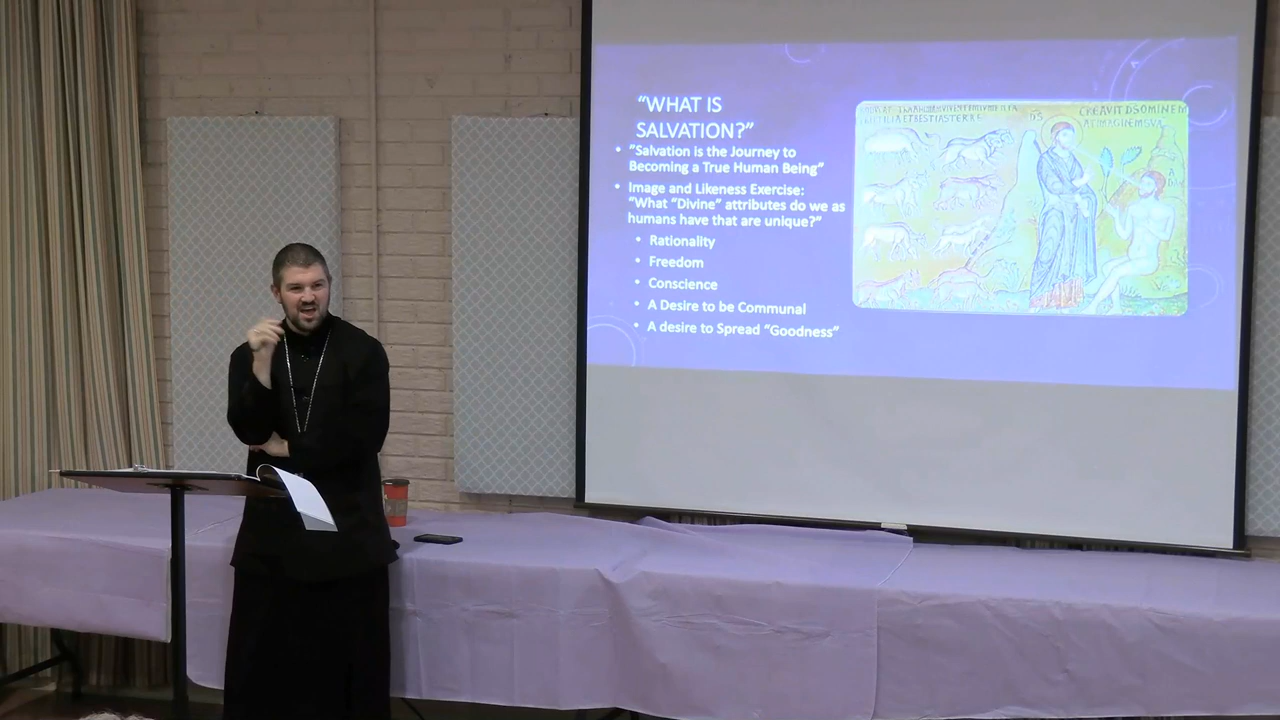 "WHAT IS
SALVATION?"
• "Salvation is the Journey to
Becoming a True Human Being"
• Image and Likeness Exercise:
"What "Divine" attributes do we as
humans have that are unique?"
• Rationality
• Freedom
• Conscience
• A Desire to be Communal
• A desire to Spread "Goodness"
CREAVIT DS OMINEM